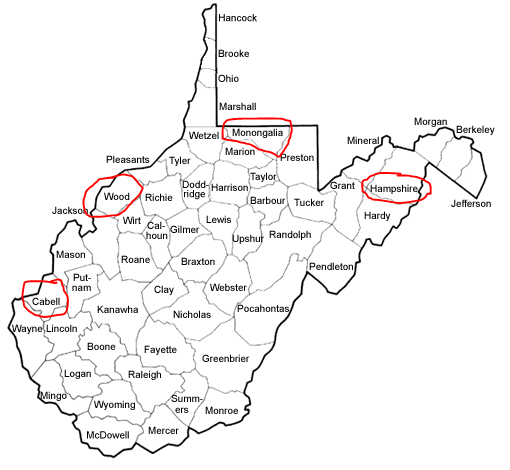 Hancock
Brooke
Ohio
Marshall
Wetzel
Monongalia
Marion
Preston
Morgan
Berkeley
Mineral
Jefferson
Pleasants
Tyler
Taylor
Grant
Hampshire
Wood
Richie
Dodd-
ridge
Harrison
Barbour
Tucker
Hardy
Jackson
Wirt
Cal-
houn
Gilmer
Lewis
Upshur
Randolph
Mason
Roane
Braxton
Pendleton
Put-
nam
Clay
Webster
Cabell
Kanawha
Nicholas
Pocahontas
Wayne
Lincoln
Boone
Fayette
Greenbrier
Logan
Raleigh
Mingo
Wyoming
Summ-
ers
Monroe
McDowell
Mercer